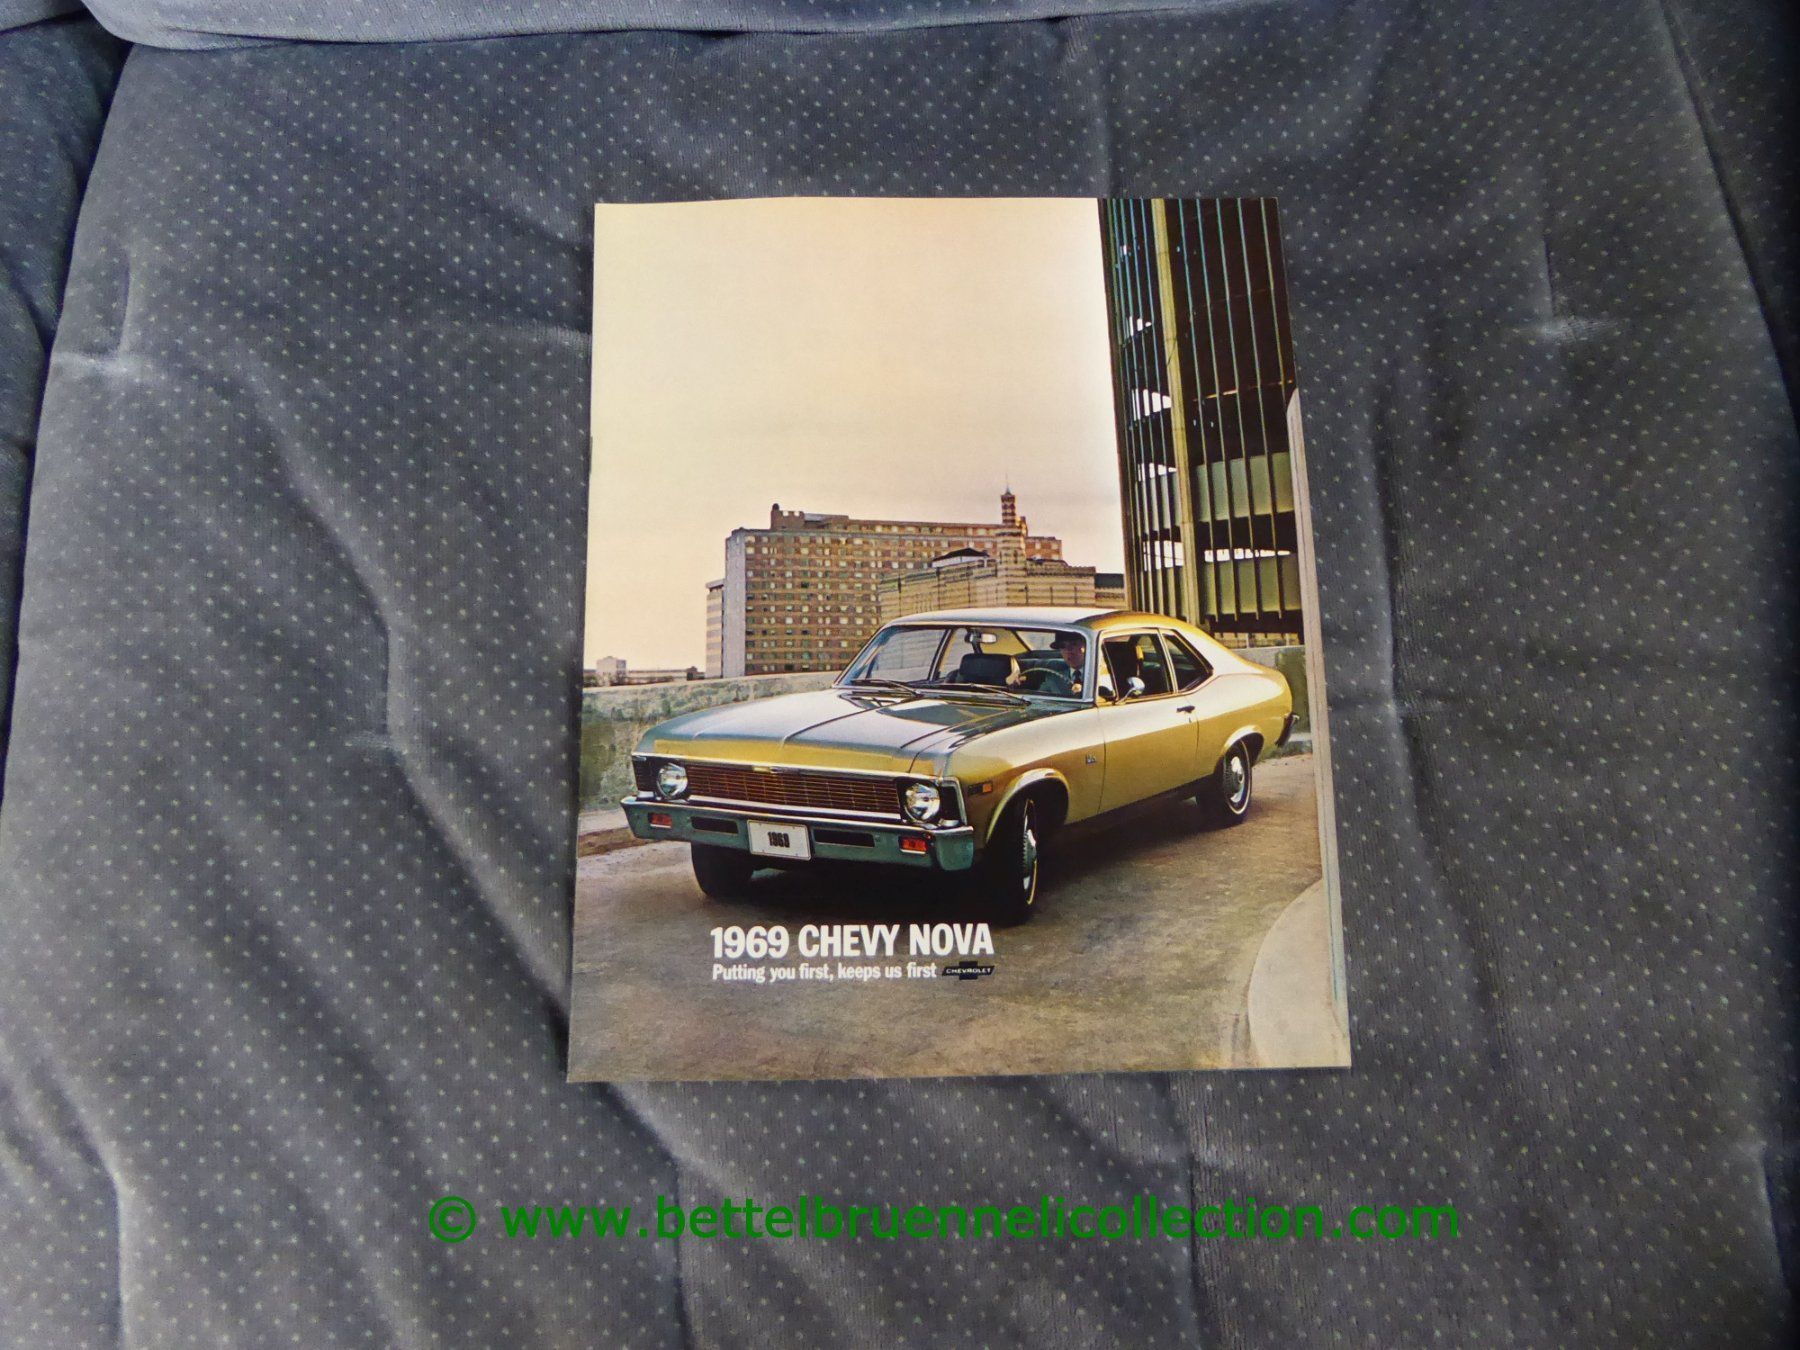 1969
1969 CHEVY NOVA
Putting you first, keeps us first CHEVROLET
© www.bettelbruennelicollection.com